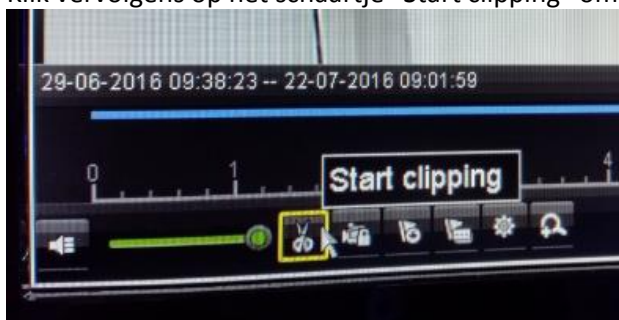 Klik vervolgens op het schaartje "Start clipping" om
29-06-2016 09:38:23 -- 22-07-2016 09:01:59
0 1 4
Start clipping